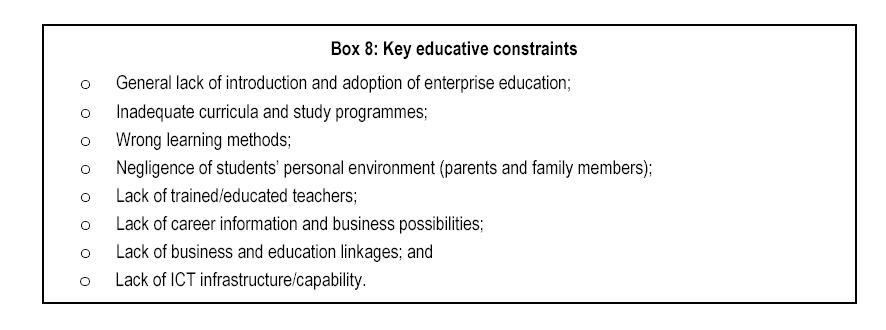 Box 8: Key educative constraints
o General lack of introduction and adoption of enterprise education;
o Inadequate curricula and study programmes;
o Wrong learning methods;
o Negligence of students' personal environment (parents and family members);
o Lack of trained/educated teachers;
o Lack of career information and business possibilities;
o Lack of business and education linkages; and
o Lack of ICT infrastructure/capability.